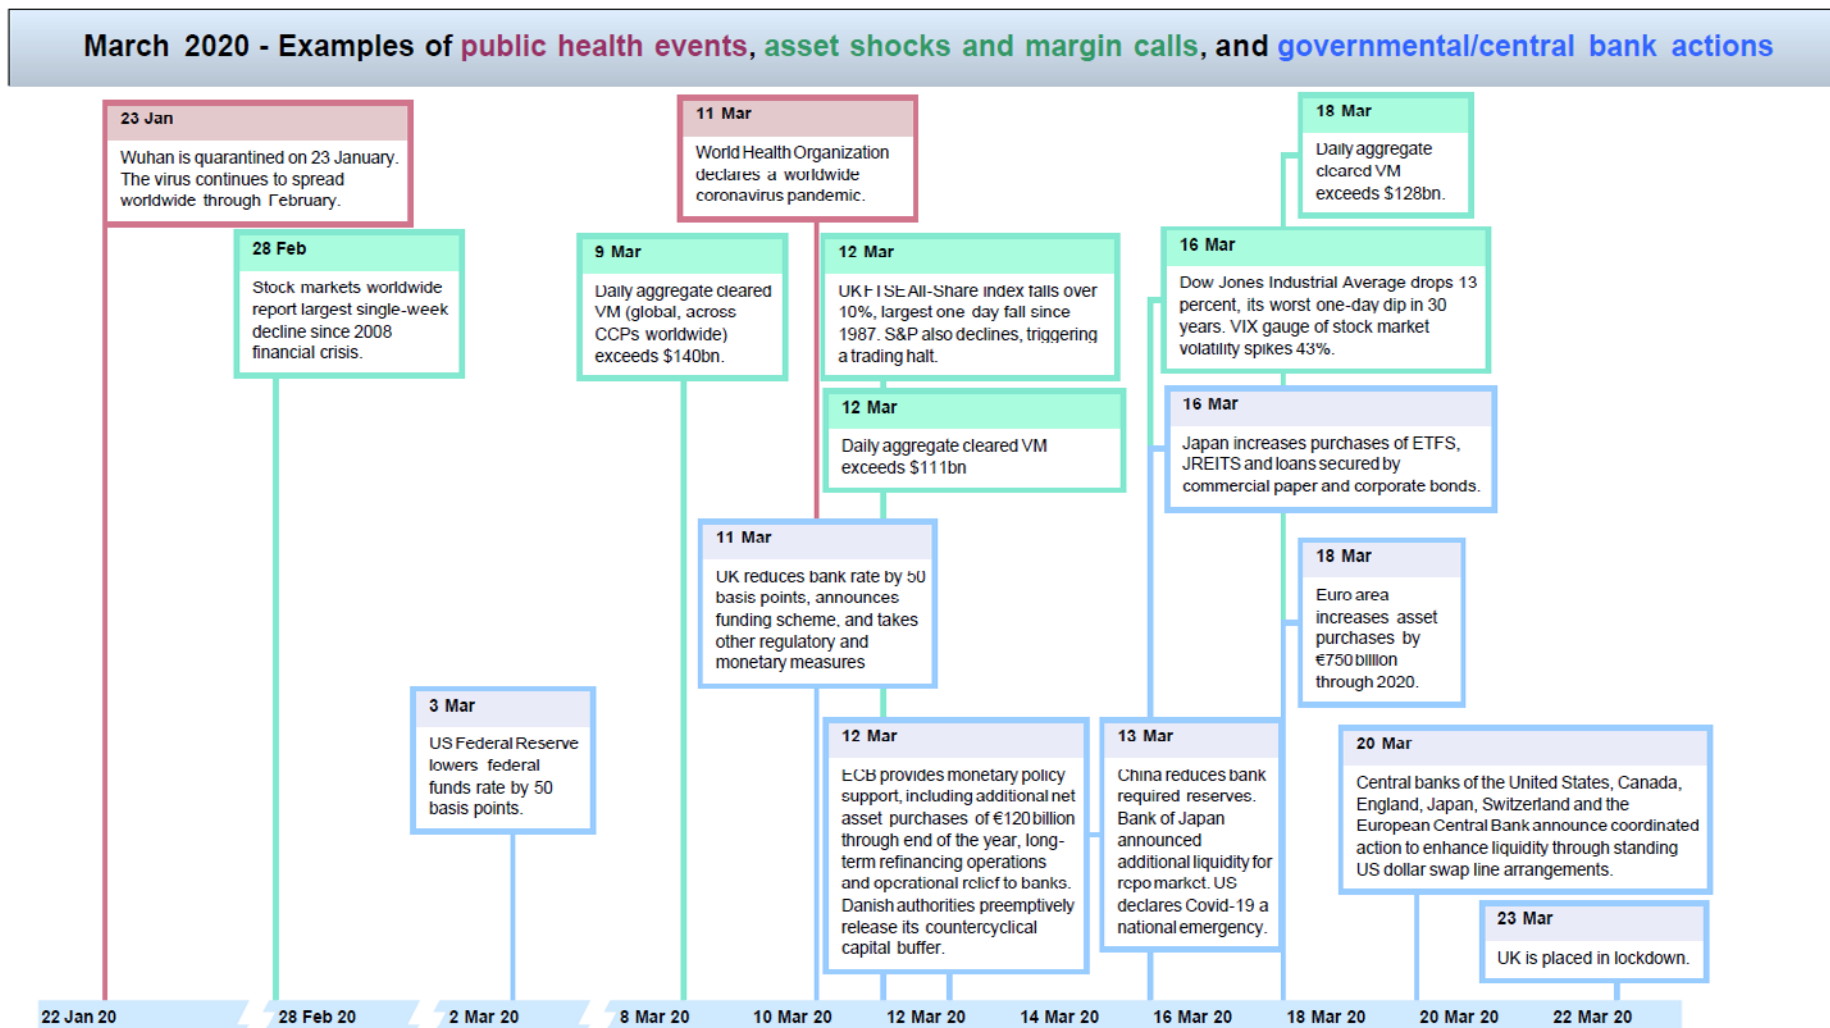 March 2020 - Examples of public health events, asset shocks and margin calls, and governmental/central bank actions
23 Jan
Wuhan is quarantined on 23 January.
The virus continues to spread
worldwide through February.
28 Feb
Stock markets worldwide
report largest single-week
decline since 2008
financial crisis.
3 Mar
US Federal Reserve
lowers federal
funds rate by 50
basis points.
9 Mar
Daily aggregate cleared
VM (global, across
CCPs worldwide)
exceeds $140bn.
11 Mar
World Health Organization
declares a worldwide
coronavirus pandemic.
11 Mar
UK reduces bank rate by 50
basis points, announces
funding scheme, and takes
other regulatory and
monetary measures
12 Mar
UK FTSE All-Share index falls over
10%, largest one day fall since
1987. S&P also declines, triggering
a trading halt.
12 Mar
Daily aggregate cleared VM
exceeds $111bn
12 Mar
ECB provides monetary policy
support, including additional net
asset purchases of €120 billion
through end of the year, long-
term refinancing operations
and operational relief to banks.
Danish authorities preemptively
release its countercyclical
capital buffer.
13 Mar
China reduces bank
required reserves.
Bank of Japan
announced
additional liquidity for
repo market. US
declares Covid-19 a
national emergency.
16 Mar
Dow Jones Industrial Average drops 13
percent, its worst one-day dip in 30
years. VIX gauge of stock market
volatility spikes 43%.
16 Mar
Japan increases purchases of ETFS,
JREITS and loans secured by
commercial paper and corporate bonds.
18 Mar
Daily aggregate
cleared VM
exceeds $128bn.
18 Mar
Euro area
increases asset
purchases by
€750 billion
through 2020.
20 Mar
Central banks of the United States, Canada,
England, Japan, Switzerland and the
European Central Bank announce coordinated
action to enhance liquidity through standing
US dollar swap line arrangements.
23 Mar
UK is placed in lockdown.
22 Jan 20
28 Feb 20
2 Mar 20
8 Mar 20
10 Mar 20
12 Mar 20
14 Mar 20
16 Mar 20
18 Mar 20
20 Mar 20
22 Mar 20